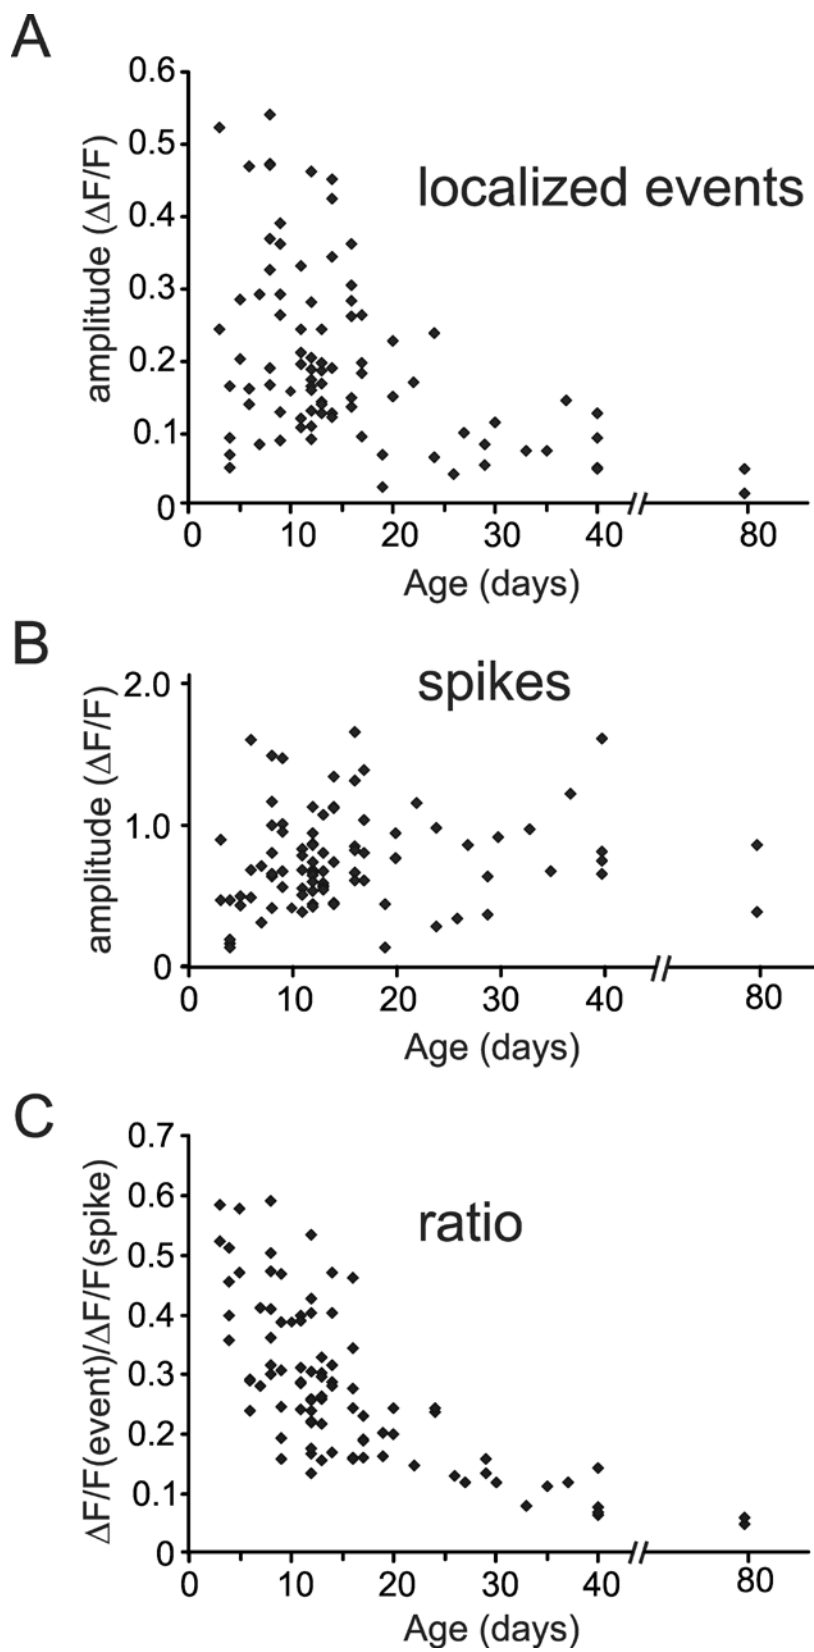 A
0.6
0.5
0.4
0.3
0.2
0.1
0
amplitude (ΔF/F)
localized events
0 10 20 30 40 80
Age (days)
B
2.0
1.0
0
amplitude (ΔF/F)
spikes
0 10 20 30 40 80
Age (days)
C
0.7
0.6
0.5
0.4
0.3
0.2
0.1
0
ΔF/F(event)/ΔF/F(spike)
ratio
0 10 20 30 40 80
Age (days)